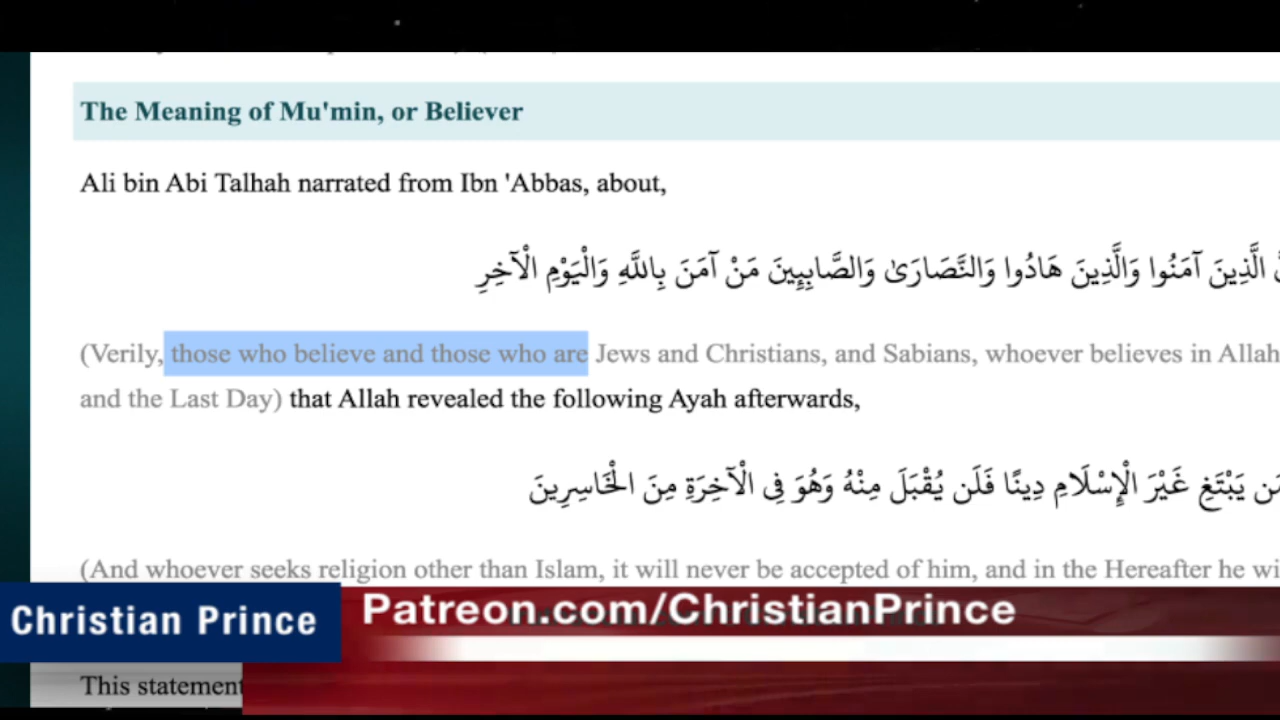 The Meaning of Mu'min, or Believer
Ali bin Abi Talhah narrated from Ibn 'Abbas, about,
الَّذِينَ آمَنُوا وَالَّذِينَ هَادُوا وَالنَّصَارَىٰ وَالصَّابِئِينَ مَنْ آمَنَ بِاللَّهِ وَالْيَوْمِ الْآخِرِ
(Verily, those who believe and those who are Jews and Christians, and Sabians, whoever believes in Allah
and the Last Day) that Allah revealed the following Ayah afterwards,
يَبْتَغِ غَيْرَ الْإِسْلَامِ دِينًا فَلَن يُقْبَلَ مِنْهُ وَهُوَ فِي الْآخِرَةِ مِنَ الْخَاسِرِينَ
(And whoever seeks religion other than Islam, it will never be accepted of him, and in the Hereafter he
Christian Prince
Patreon.com/ChristianPrince
This statement